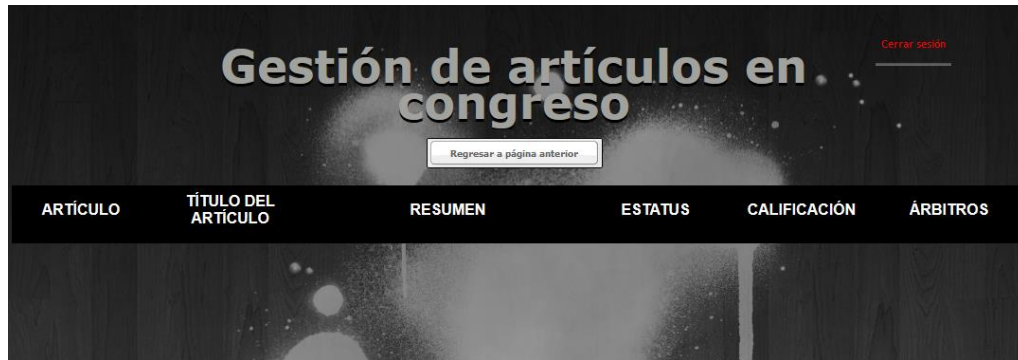 Cerrar sesión
Gestión de artículos en
congreso
Regresar a página anterior
ARTÍCULO
TÍTULO DEL
ARTÍCULO
RESUMEN
ESTATUS
CALIFICACIÓN
ÁRBITROS